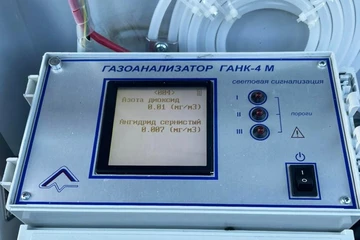 ГАЗОАНАЛИЗАТОР ГАНК-4 М
световая сигнализация
Азота диоксид
0.01 (мг/м3)
Ангидрид сернистый
0.007 (мг/м3)
I
II
III
пороги